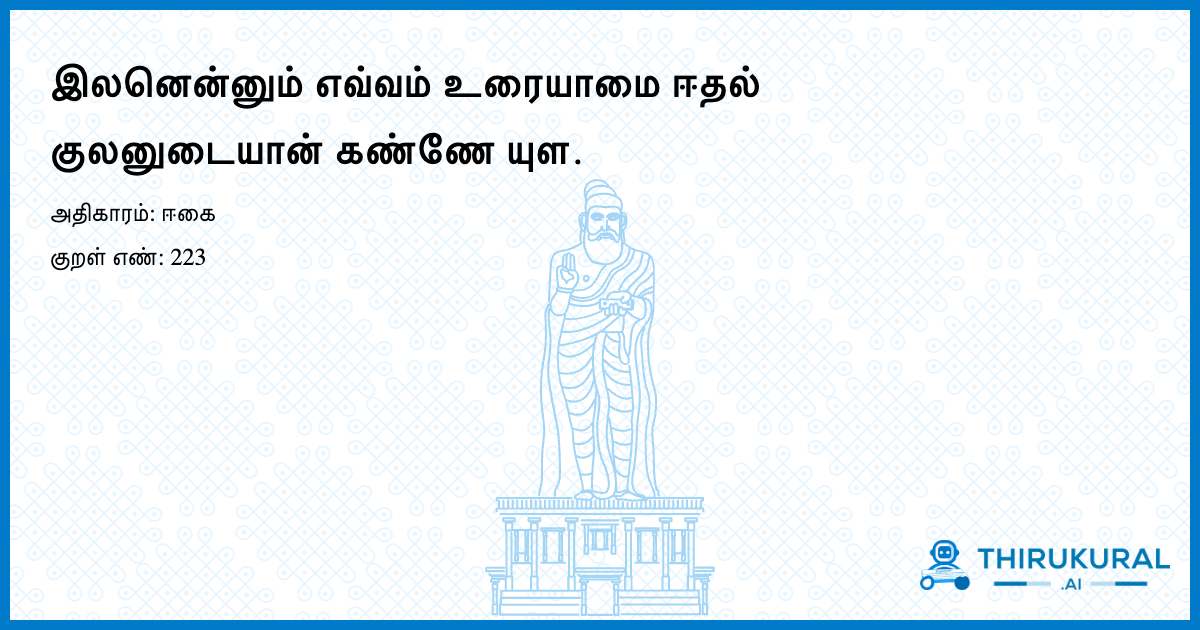 இலனென்னும் எவ்வம் உரையாமை ஈதல்
குலனுடையான் கண்ணே யுள.
அதிகாரம்: ஈகை
குறள் எண்: 223
THIRUKURAL
.AI